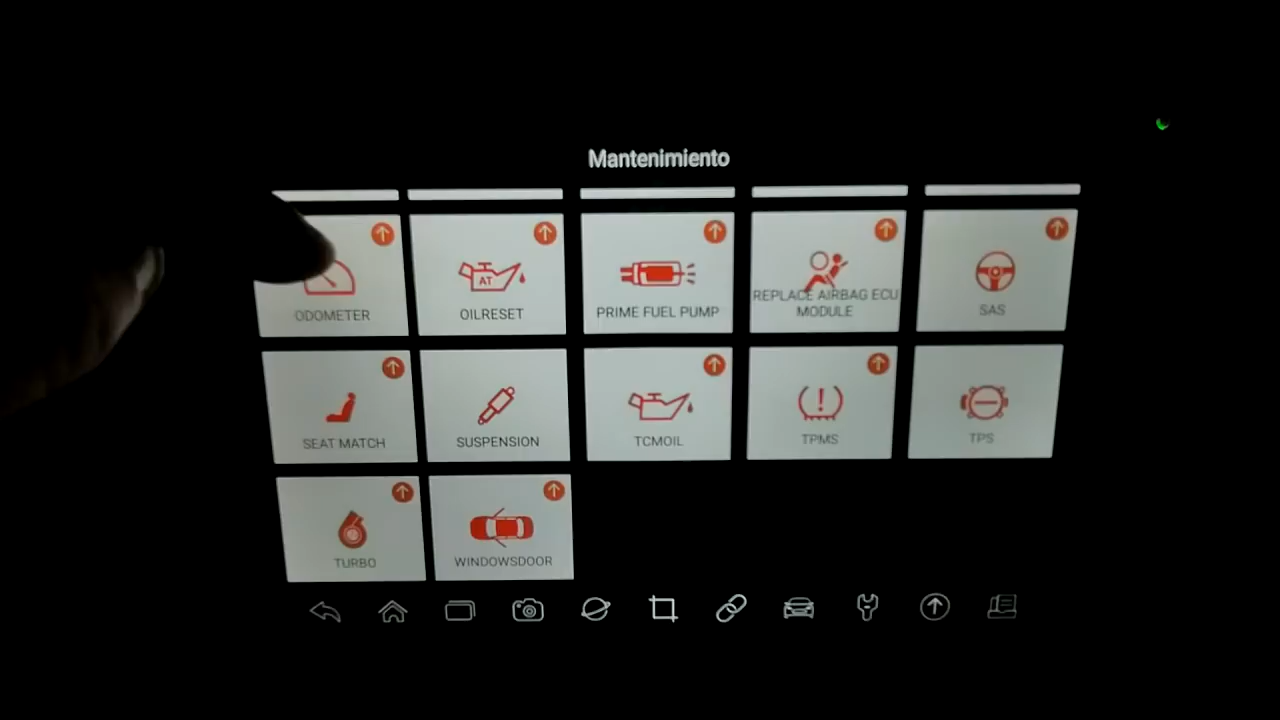 Mantenimiento
ODOMETER
OILRESET
PRIME FUEL PUMP
REPLACE AIRBAG ECU
MODULE
SAS
AT
SEAT MATCH
SUSPENSION
TCMOIL
TPMS
TPS
TURBO
WINDOWSDOOR